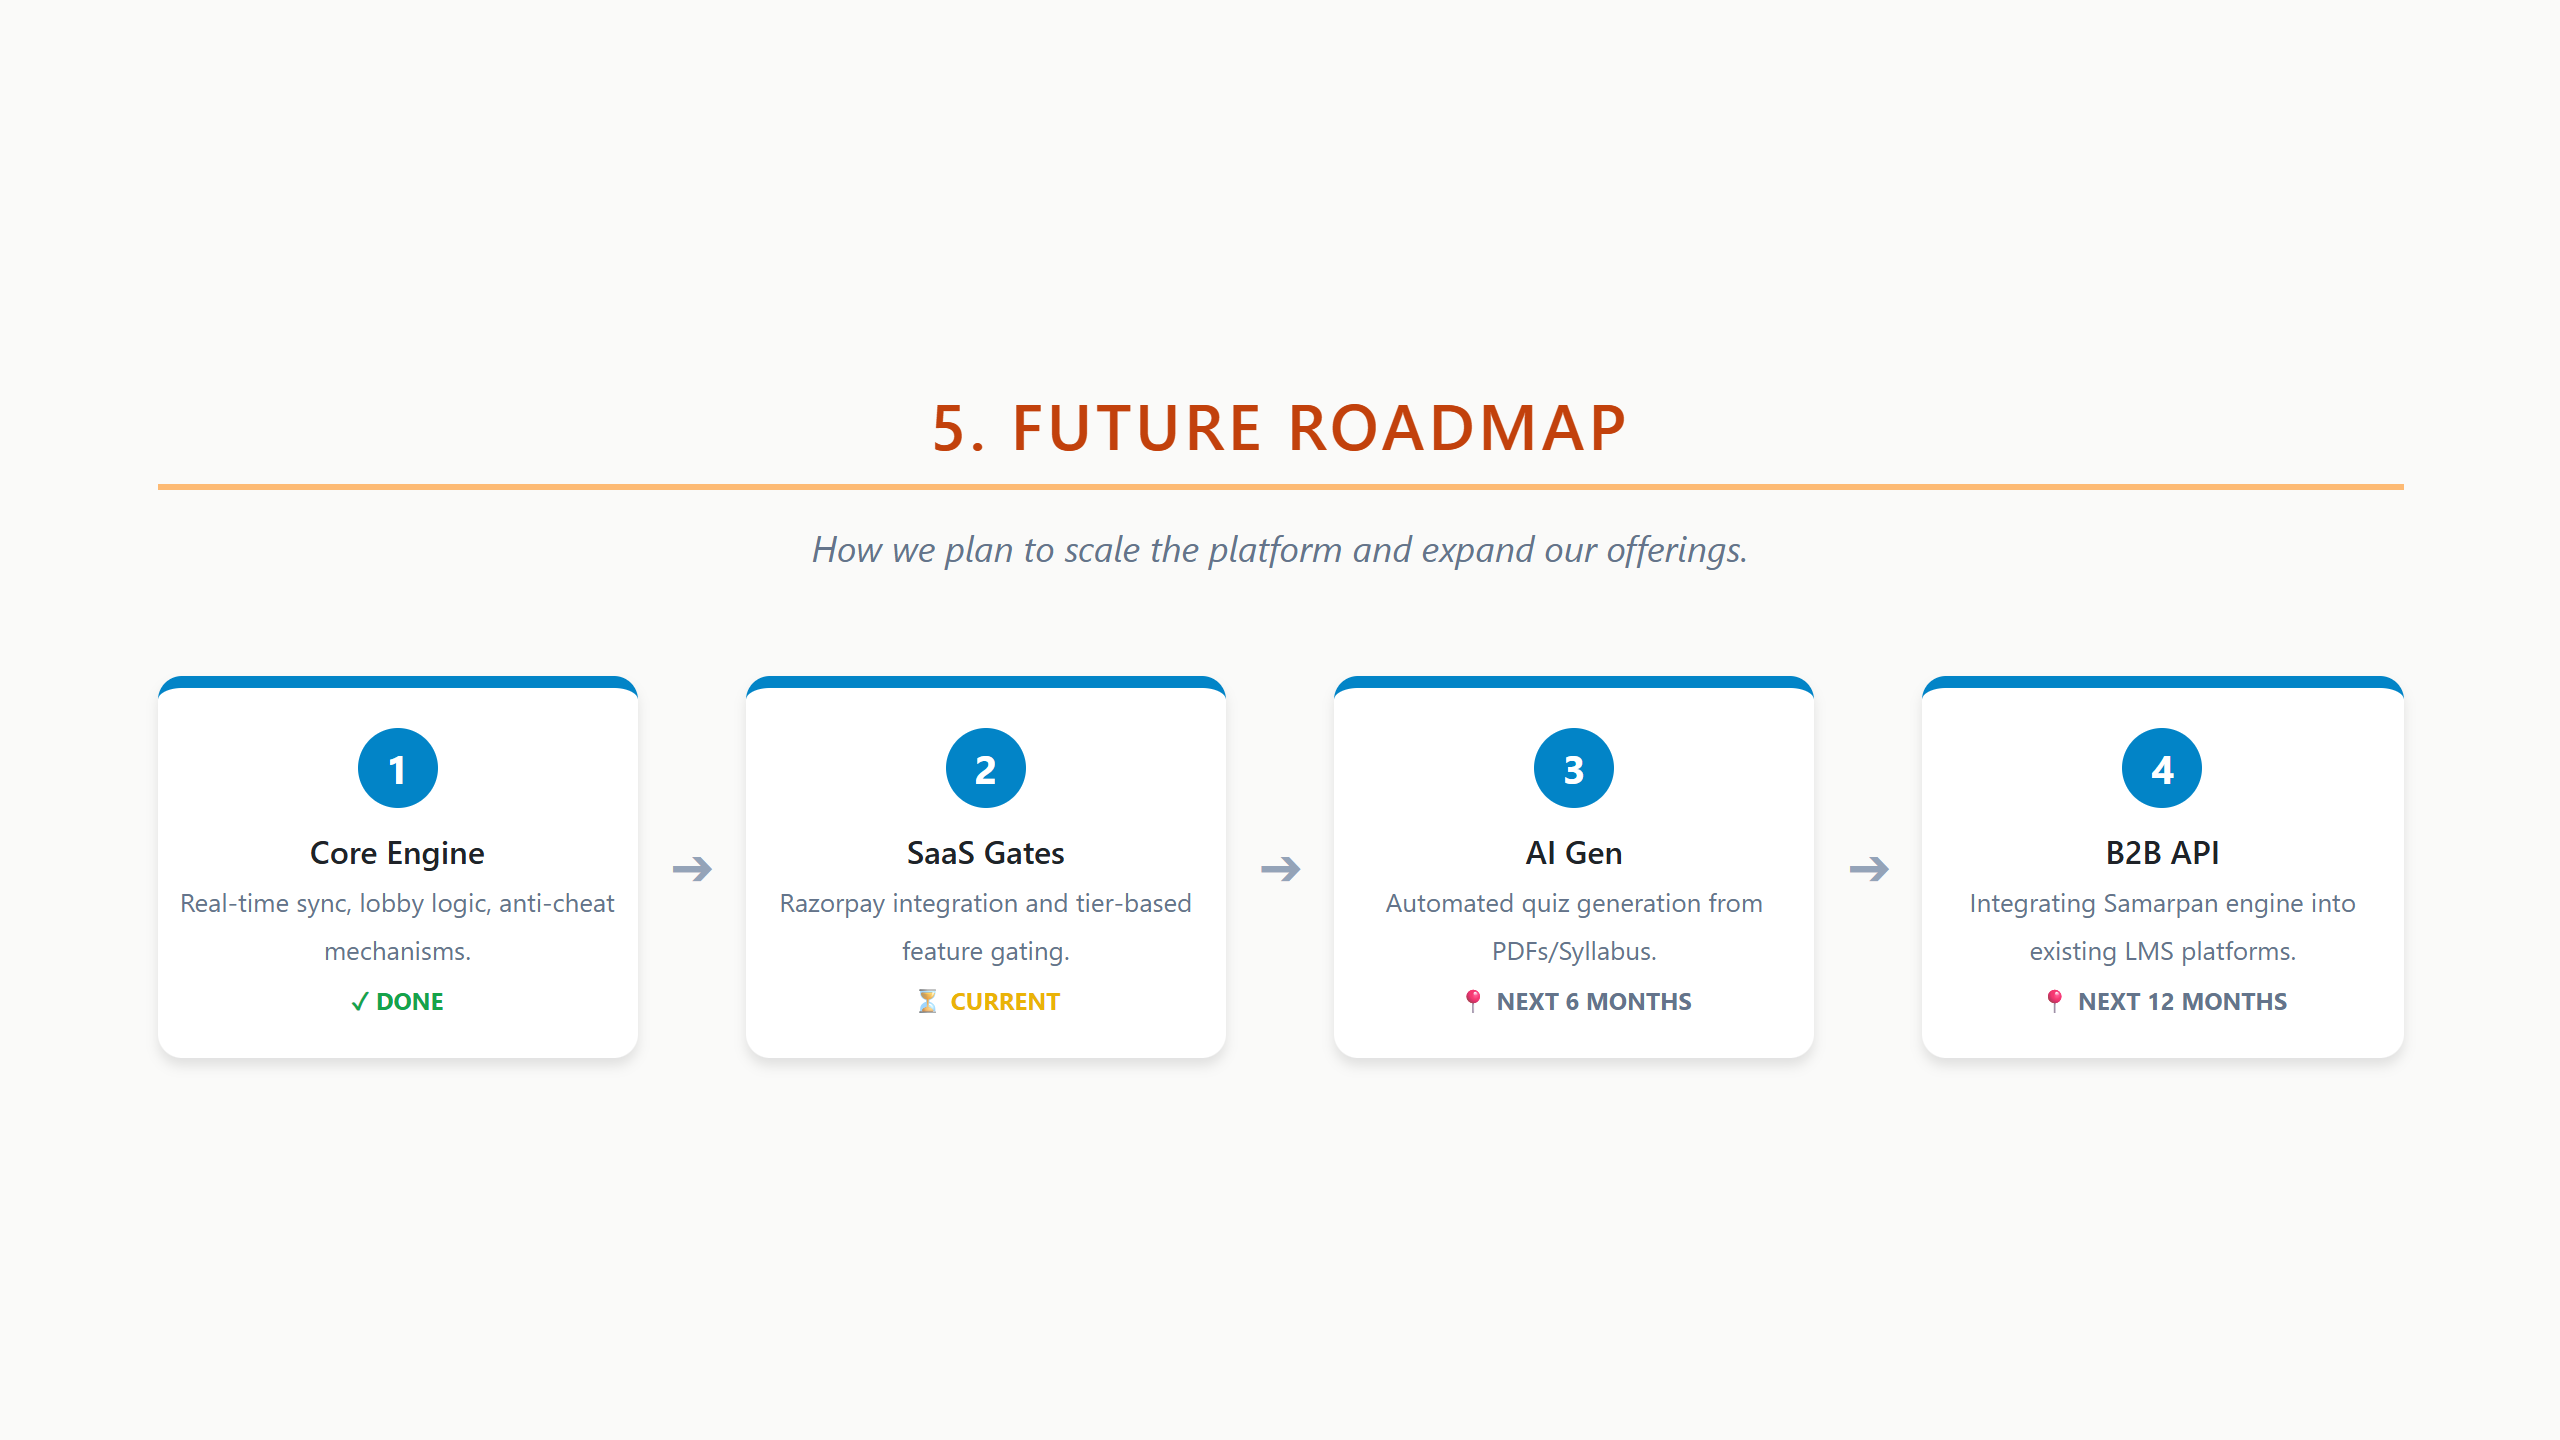 5. FUTURE ROADMAP
How we plan to scale the platform and expand our offerings.
1
Core Engine
Real-time sync, lobby logic, anti-cheat
mechanisms.
✓ DONE
➔
2
SaaS Gates
Razorpay integration and tier-based
feature gating.
⏳ CURRENT
➔
3
AI Gen
Automated quiz generation from
PDFs/Syllabus.
📍 NEXT 6 MONTHS
➔
4
B2B API
Integrating Samarpan engine into
existing LMS platforms.
📍 NEXT 12 MONTHS